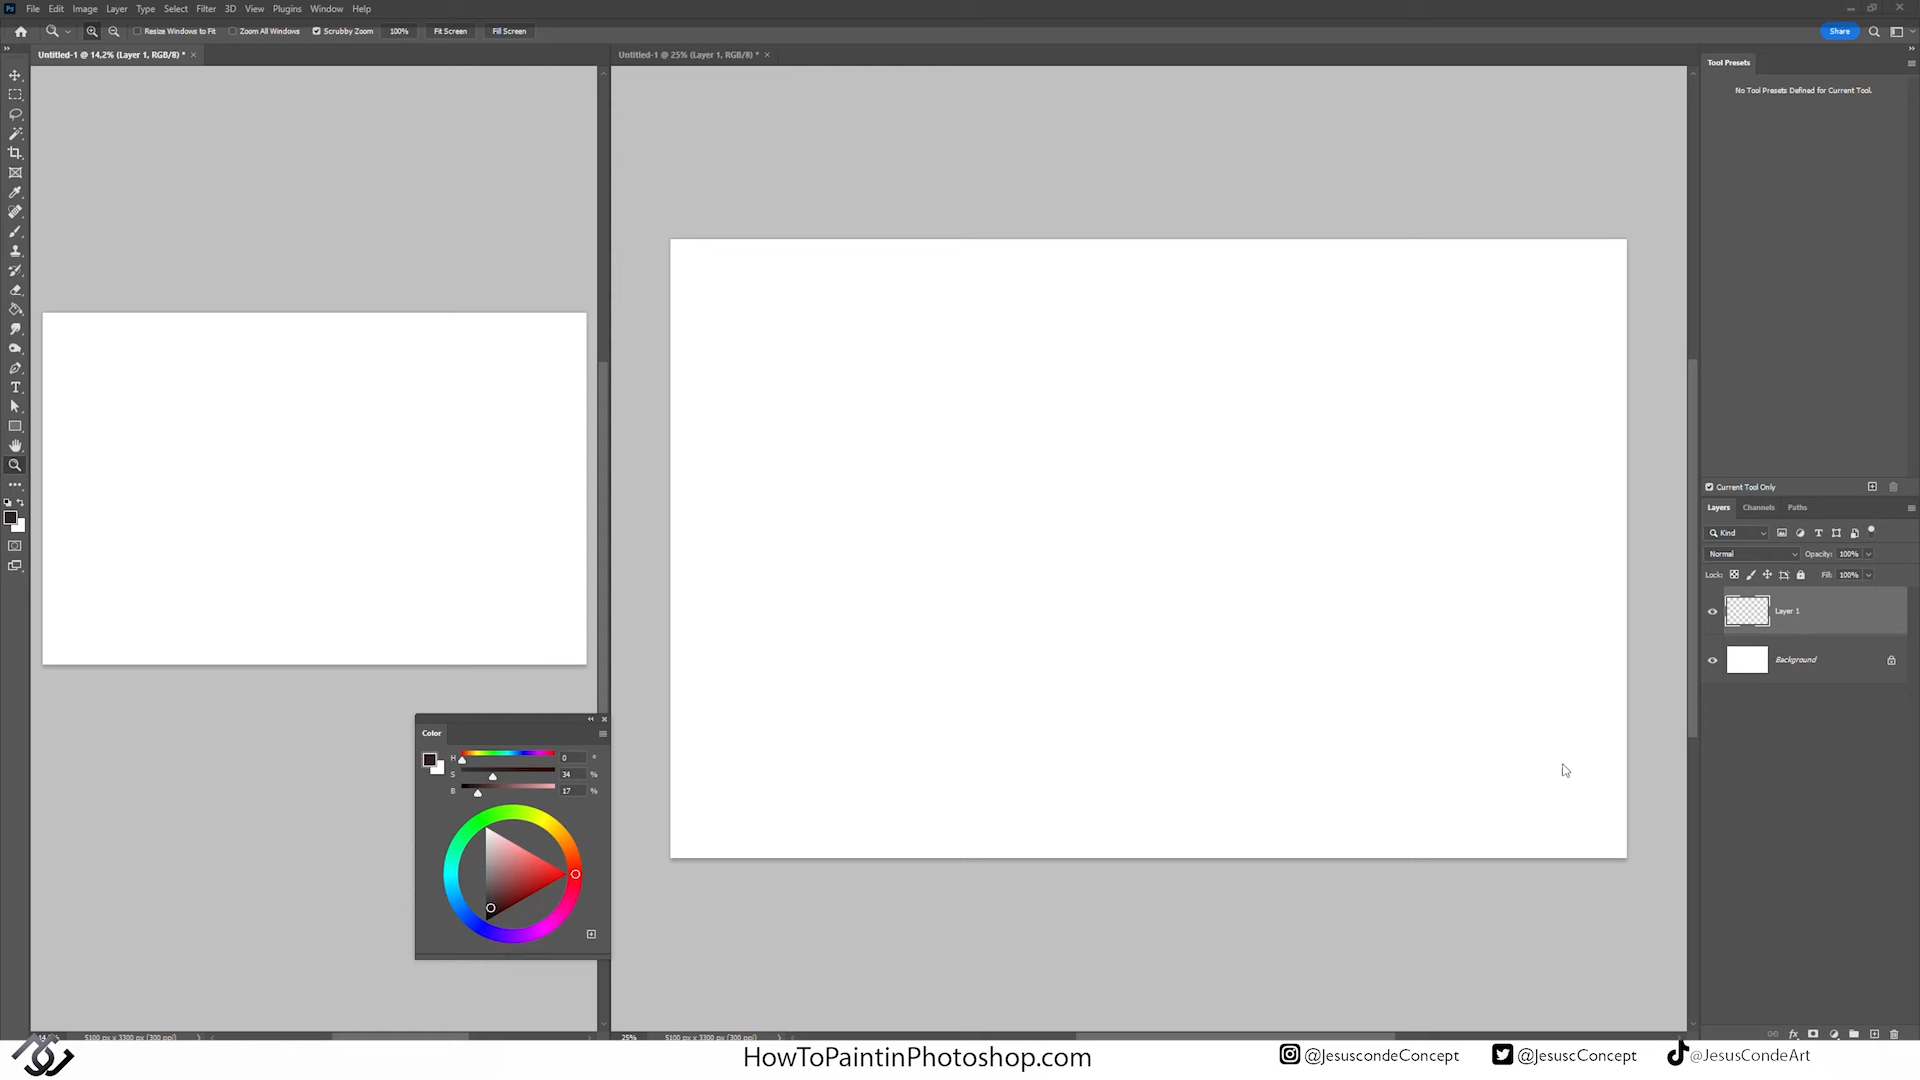 Ps File Edit Image Layer Type Select Filter 3D View Plugins Window Help
Resize Windows to Fit Zoom All Windows Scrubby Zoom 100% Fit Screen Fill Screen Share
Untitled-1 @ 14,2% (Layer 1, RGB/8) * Untitled-1 @ 25% (Layer 1, RGB/8) *
Tool Presets
No Tool Presets Defined for Current Tool.
Current Tool Only
Layers Channels Paths
Kind
Normal Opacity: 100%
Lock: Fill: 100%
Layer 1
Background
Color
H 0 °
S 34 %
B 17 %
5100 px x 3300 px (300 ppi) 25% 5100 px x 3300 px (300 ppi)
HowToPaintinPhotoshop.com @JesuscondeConcept @JesuscConcept @JesusCondeArt